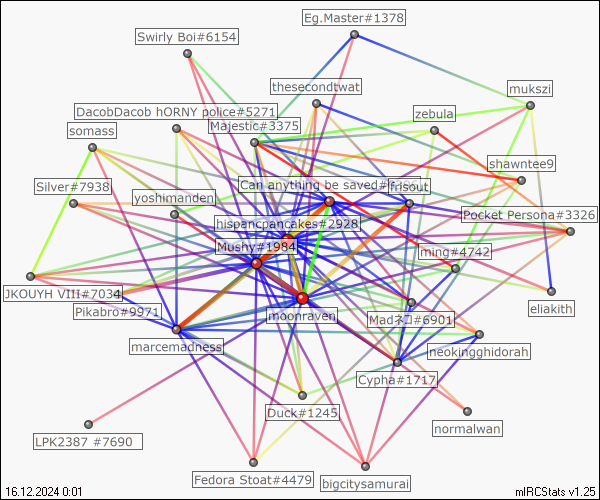 Eg.Master#1378
Swirly Boi#6154
thesecondtwat
mukszi
DacobDacob hORNY police#5271
zebula
Majestic#3375
somass
shawntee9
Can anything be saved#
frisout
Silver#7938
yoshimanden
Pocket Persona#3326
hispancpancakes#2928
Mushy#1984
ming#4742
JKOUYH VIII#7034
eliakith
Pikabro#9971
moonraven
Madネコ#6901
marcemadness
neokingghidorah
Cypha#1717
Duck#1245
normalwan
LPK2387 #7690
Fedora Stoat#4479
bigcitysamurai
16.12.2024 0:01
mIRCStats v1.25